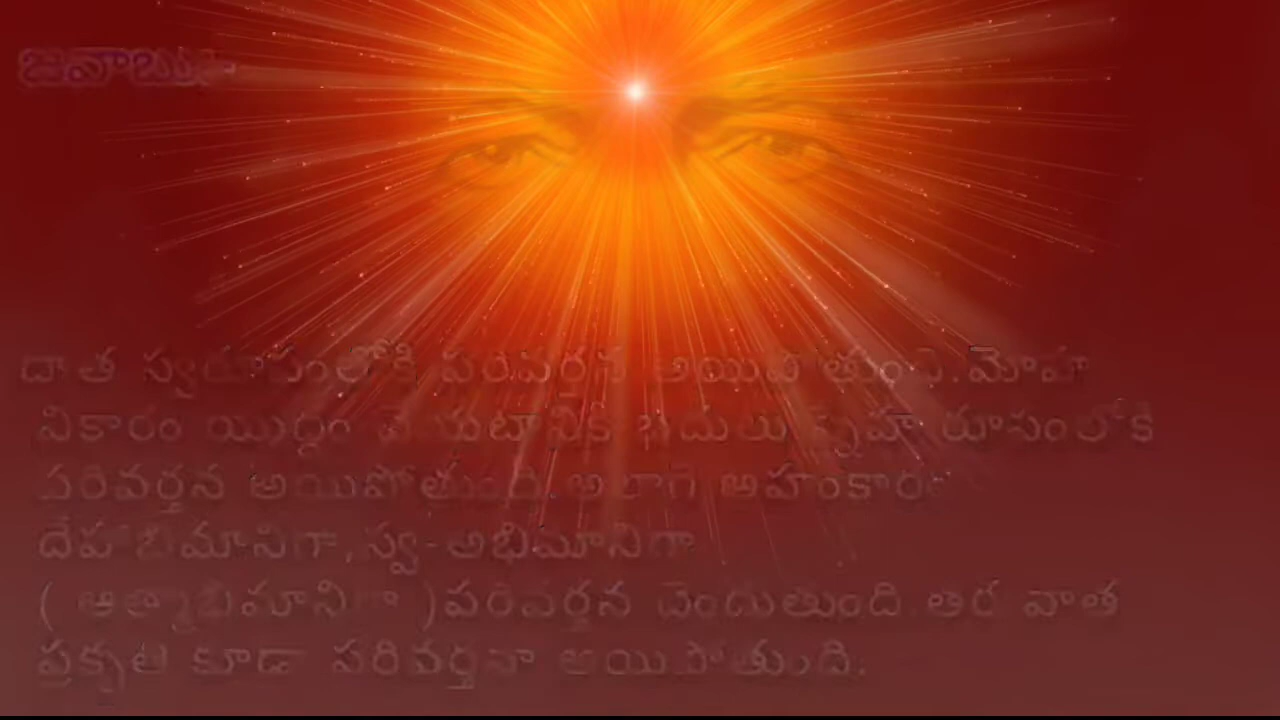 జవాబు:-
దాత స్వరూపంలోకి పరివర్తన అయిపోతుంది.మోహ
వికారం యుద్ధం చేయటానికి బదులు స్నేహ రూపంలోకి
పరివర్తన అయిపోతుంది.అలాగే అహంకారం
దేహాభిమానిగా,స్వ-అభిమానిగా
( ఆత్మాభిమానిగా )పరివర్తన చెందుతుంది.తర్వాత
ప్రకృతి కూడా పరివర్తనా అయిపోతుంది.